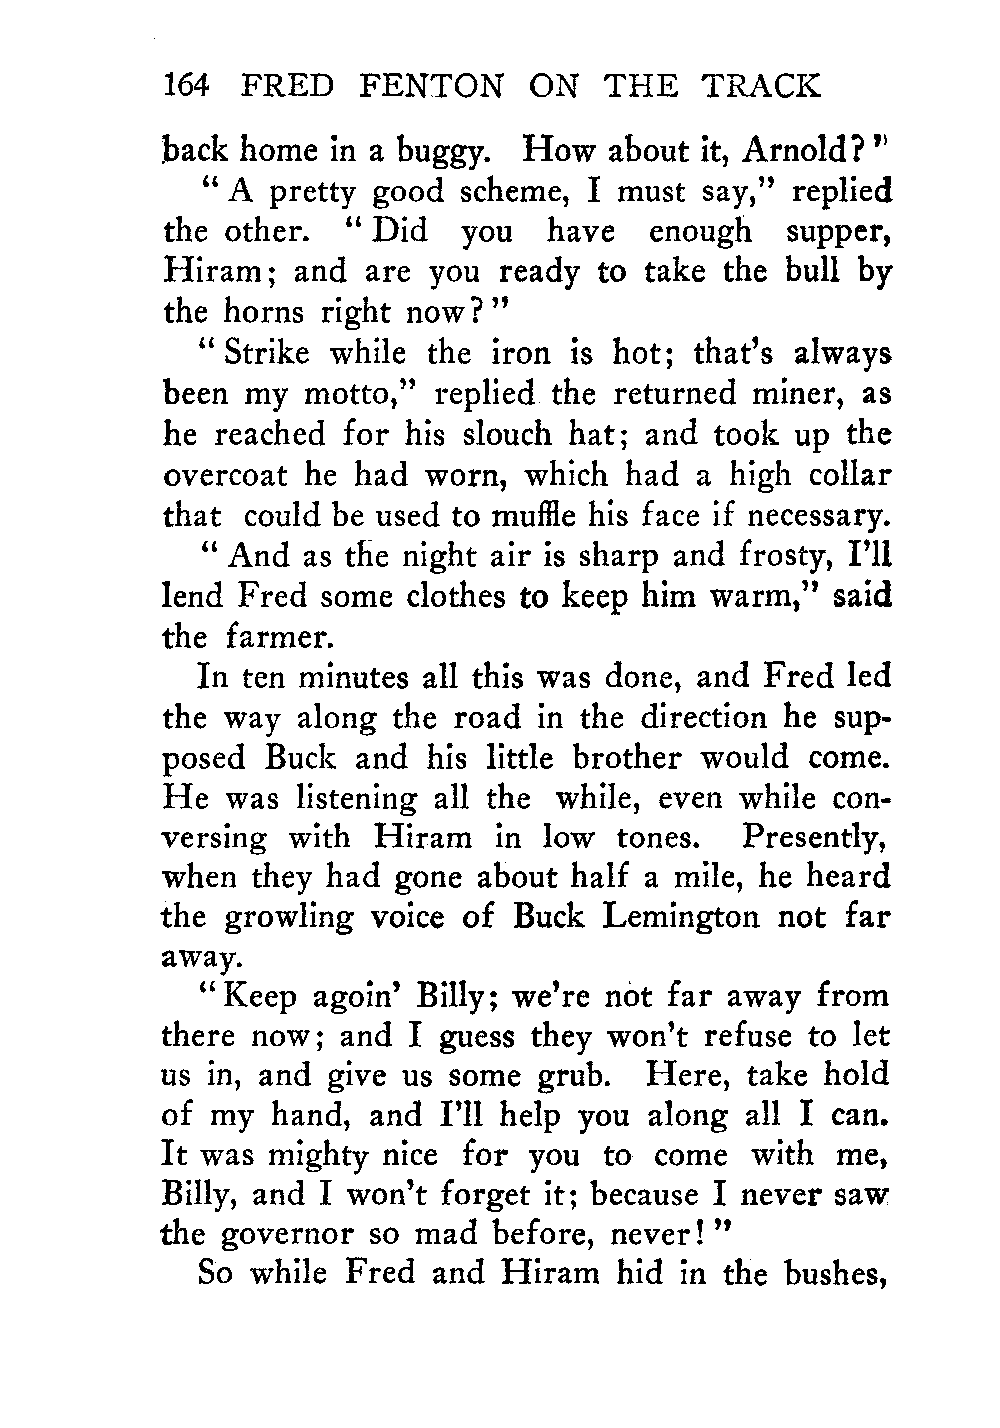 164 FRED FENTON ON THE TRACK
back home in a buggy. How about it, Arnold?"
"A pretty good scheme, I must say," replied
the other. "Did you have enough supper,
Hiram; and are you ready to take the bull by
the horns right now?"
"Strike while the iron is hot; that's always
been my motto," replied the returned miner, as
he reached for his slouch hat; and took up the
overcoat he had worn, which had a high collar
that could be used to muffle his face if necessary.
"And as the night air is sharp and frosty, I'll
lend Fred some clothes to keep him warm," said
the farmer.
In ten minutes all this was done, and Fred led
the way along the road in the direction he sup-
posed Buck and his little brother would come.
He was listening all the while, even while con-
versing with Hiram in low tones. Presently,
when they had gone about half a mile, he heard
the growling voice of Buck Lemington not far
away.
"Keep agoin' Billy; we're not far away from
there now; and I guess they won't refuse to let
us in, and give us some grub. Here, take hold
of my hand, and I'll help you along all I can.
It was mighty nice for you to come with me,
Billy, and I won't forget it; because I never saw
the governor so mad before, never!"
So while Fred and Hiram hid in the bushes,